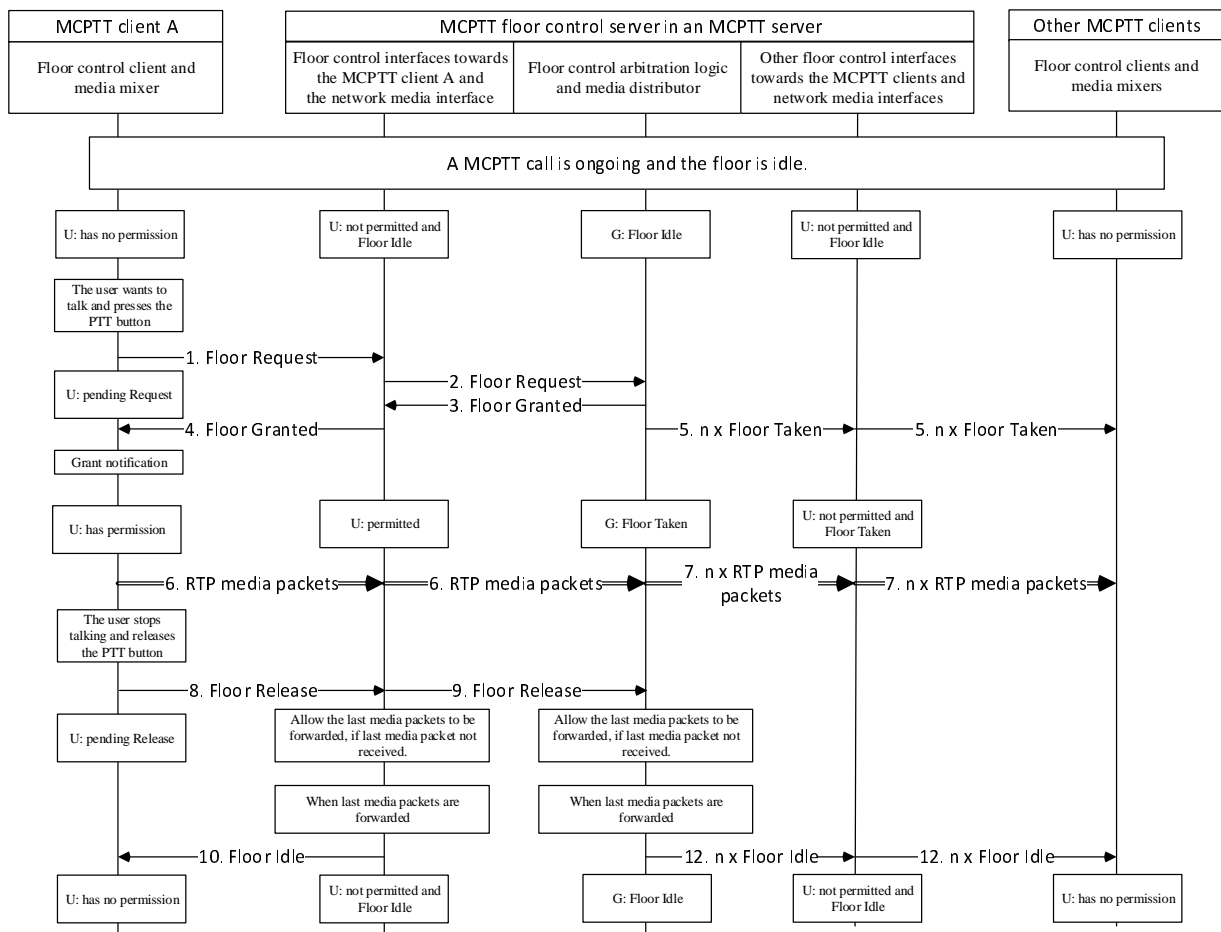 MCPTT client A
MCPTT floor control server in an MCPTT server
Other MCPTT clients
Floor control client and
media mixer
Floor control interfaces towards
the MCPTT client A and
the network media interface
Floor control arbitration logic
and media distributor
Other floor control interfaces
towards the MCPTT clients and
network media interfaces
Floor control clients and
media mixers
A MCPTT call is ongoing and the floor is idle.
U: has no permission
U: not permitted and
Floor Idle
G: Floor Idle
U: not permitted and
Floor Idle
U: has no permission
The user wants to
talk and presses the
PTT button
1. Floor Request
2. Floor Request
U: pending Request
3. Floor Granted
4. Floor Granted
5. n x Floor Taken
5. n x Floor Taken
Grant notification
U: has permission
U: permitted
G: Floor Taken
U: not permitted and
Floor Taken
6. RTP media packets
6. RTP media packets
7. n x RTP media
packets
7. n x RTP media packets
The user stops
talking and releases
the PTT button
8. Floor Release
9. Floor Release
U: pending Release
Allow the last media packets to be
forwarded, if last media packet not
received.
Allow the last media packets to be
forwarded, if last media packet not
received.
When last media packets are
forwarded
When last media packets are
forwarded
10. Floor Idle
12. n x Floor Idle
12. n x Floor Idle
U: has no permission
U: not permitted and
Floor Idle
G: Floor Idle
U: not permitted and
Floor Idle
U: has no permission